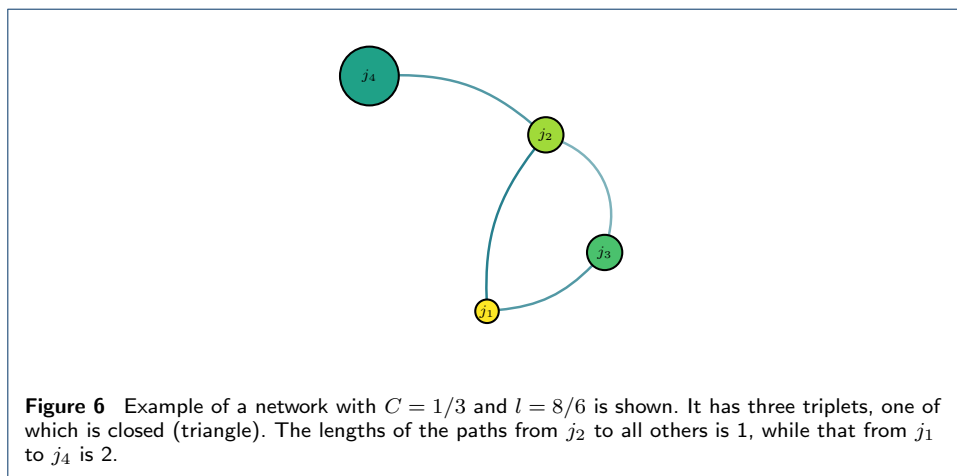 j4
j2
j3
j1
Figure 6 Example of a network with C = 1/3 and l = 8/6 is shown. It has three triplets, one of
which is closed (triangle). The lengths of the paths from j2 to all others is 1, while that from j1
to j4 is 2.